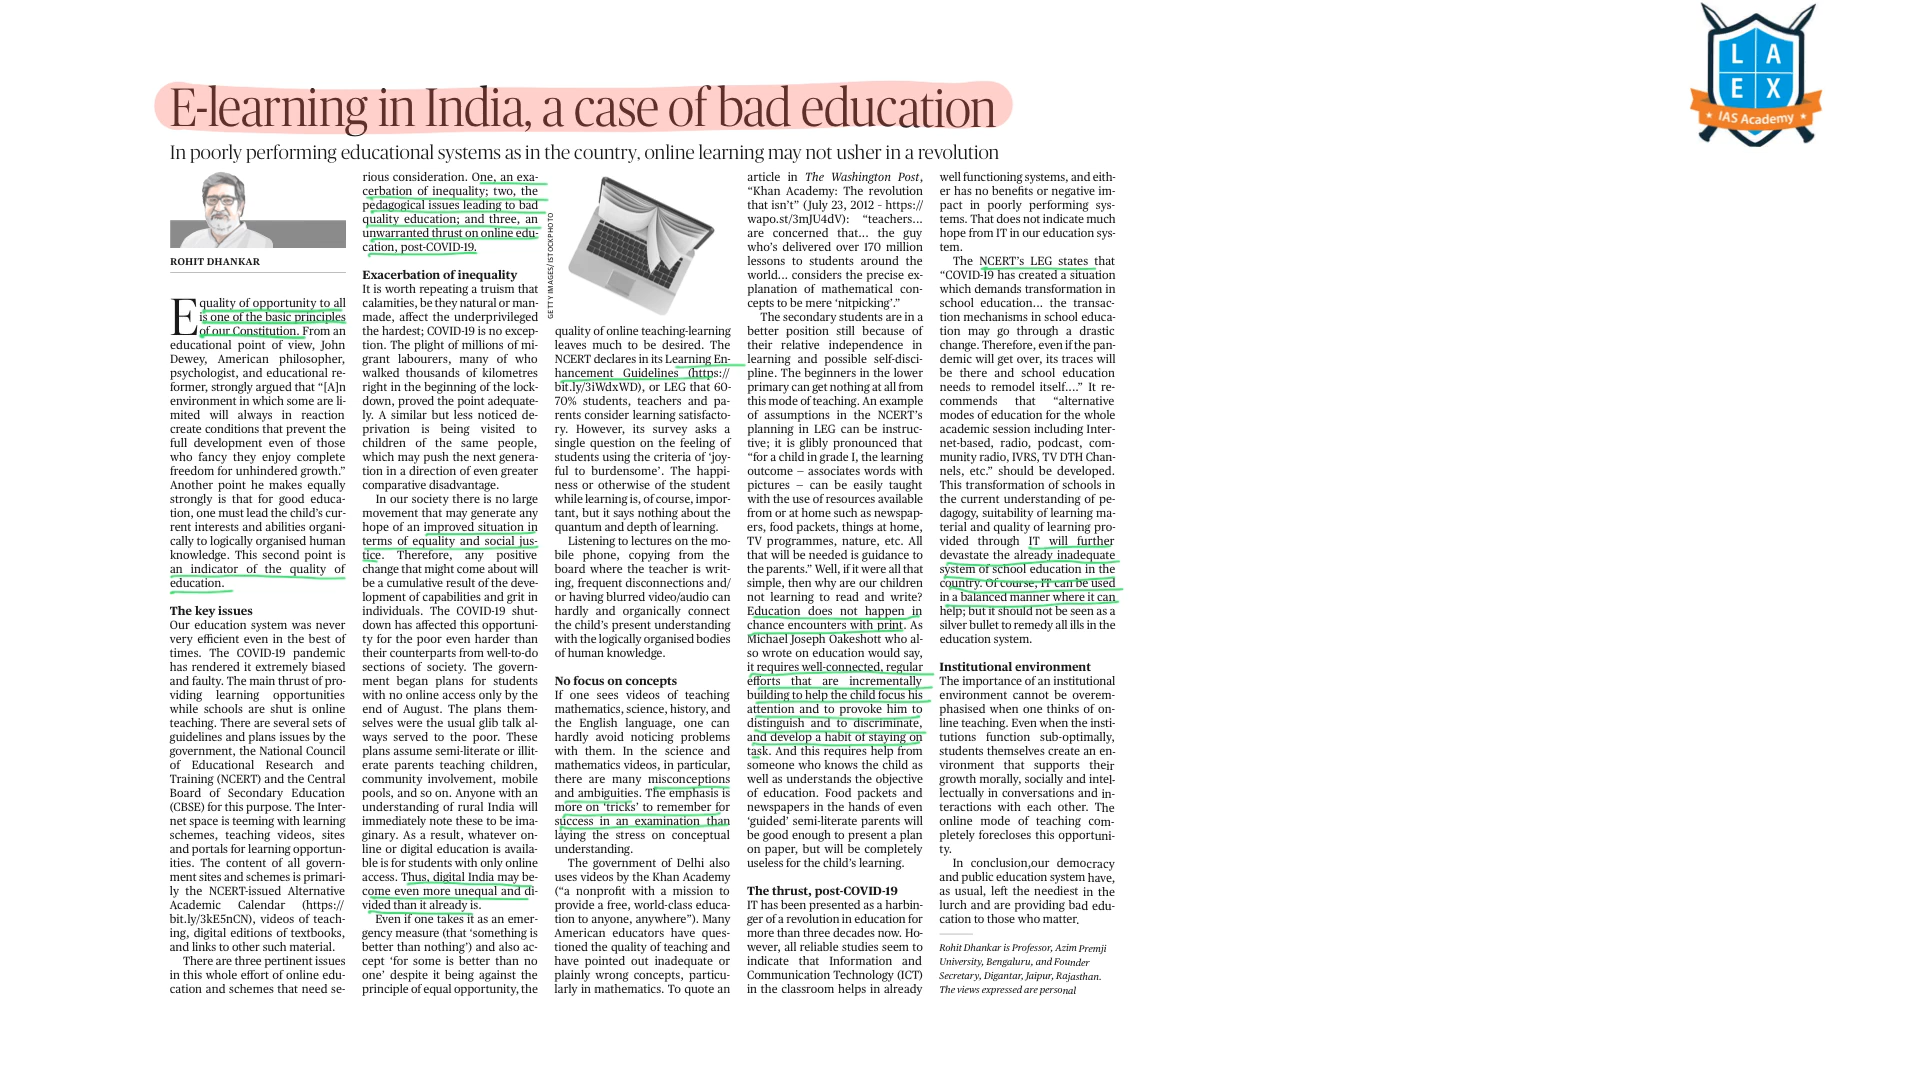 E-learning in India, a case of bad education
In poorly performing educational systems as in the country, online learning may not usher in a revolution
L A
E X
IAS Academy
ROHIT DHANKAR
Equality of opportunity to all
is one of the basic principles
of our Constitution. From an
educational point of view, John
Dewey, American philosopher,
psychologist, and educational re-
former, strongly argued that “[A]n
environment in which some are li-
mited will always in reaction
create conditions that prevent the
full development even of those
who fancy they enjoy complete
freedom for unhindered growth.”
Another point he makes equally
strongly is that for good educa-
tion, one must lead the child’s cur-
rent interests and abilities organi-
cally to logically organised human
knowledge. This second point is
an indicator of the quality of
education.
The key issues
Our education system was never
very efficient even in the best of
times. The COVID-19 pandemic
has rendered it extremely biased
and faulty. The main thrust of pro-
viding learning opportunities
while schools are shut is online
teaching. There are several sets of
guidelines and plans issues by the
government, the National Council
of Educational Research and
Training (NCERT) and the Central
Board of Secondary Education
(CBSE) for this purpose. The Inter-
net space is teeming with learning
schemes, teaching videos, sites
and portals for learning opportun-
ities. The content of all govern-
ment sites and schemes is primari-
ly the NCERT-issued Alternative
Academic Calendar (https://
bit.ly/3kE5nCN), videos of teach-
ing, digital editions of textbooks,
and links to other such material.
There are three pertinent issues
in this whole effort of online edu-
cation and schemes that need se-
rious consideration. One, an exa-
cerbation of inequality; two, the
pedagogical issues leading to bad
quality education; and three, an
unwarranted thrust on online edu-
cation, post-COVID-19.
Exacerbation of inequality
It is worth repeating a truism that
calamities, be they natural or man-
made, affect the underprivileged
the hardest; COVID-19 is no excep-
tion. The plight of millions of mi-
grant labourers, many of who
walked thousands of kilometres
right in the beginning of the lock-
down, proved the point adequate-
ly. A similar but less noticed de-
privation is being visited to
children of the same people,
which may push the next genera-
tion in a direction of even greater
comparative disadvantage.
In our society there is no large
movement that may generate any
hope of an improved situation in
terms of equality and social jus-
tice. Therefore, any positive
change that might come about will
be a cumulative result of the deve-
lopment of capabilities and grit in
individuals. The COVID-19 shut-
down has affected this opportuni-
ty for the poor even harder than
their counterparts from well-to-do
sections of society. The govern-
ment began plans for students
with no online access only by the
end of August. The plans them-
selves were the usual glib talk al-
ways served to the poor. These
plans assume semi-literate or illit-
erate parents teaching children,
community involvement, mobile
pools, and so on. Anyone with an
understanding of rural India will
immediately note these to be ima-
ginary. As a result, whatever on-
line or digital education is availa-
ble is for students with only online
access. Thus, digital India may be-
come even more unequal and di-
vided than it already is.
Even if one takes it as an emer-
gency measure (that ‘something is
better than nothing’) and also ac-
cept ‘for some is better than no
one’ despite it being against the
principle of equal opportunity, the
GETTY IMAGES/ISTOCKPHOTO
quality of online teaching-learning
leaves much to be desired. The
NCERT declares in its Learning En-
hancement Guidelines (https://
bit.ly/3iWdxWD), or LEG that 60-
70% students, teachers and pa-
rents consider learning satisfacto-
ry. However, its survey asks a
single question on the feeling of
students using the criteria of ‘joy-
ful to burdensome’. The happi-
ness or otherwise of the student
while learning is, of course, impor-
tant, but it says nothing about the
quantum and depth of learning.
Listening to lectures on the mo-
bile phone, copying from the
board where the teacher is writ-
ing, frequent disconnections and/
or having blurred video/audio can
hardly and organically connect
the child’s present understanding
with the logically organised bodies
of human knowledge.
No focus on concepts
If one sees videos of teaching
mathematics, science, history, and
the English language, one can
hardly avoid noticing problems
with them. In the science and
mathematics videos, in particular,
there are many misconceptions
and ambiguities. The emphasis is
more on ‘tricks’ to remember for
success in an examination than
laying the stress on conceptual
understanding.
The government of Delhi also
uses videos by the Khan Academy
(“a nonprofit with a mission to
provide a free, world-class educa-
tion to anyone, anywhere”). Many
American educators have ques-
tioned the quality of teaching and
have pointed out inadequate or
plainly wrong concepts, particu-
larly in mathematics. To quote an
article in The Washington Post,
“Khan Academy: The revolution
that isn’t” (July 23, 2012 - https://
wapo.st/3mJU4dV): “teachers...
are concerned that... the guy
who’s delivered over 170 million
lessons to students around the
world... considers the precise ex-
planation of mathematical con-
cepts to be mere ‘nitpicking’.”
The secondary students are in a
better position still because of
their relative independence in
learning and possible self-disci-
pline. The beginners in the lower
primary can get nothing at all from
this mode of teaching. An example
of assumptions in the NCERT’s
planning in LEG can be instruc-
tive; it is glibly pronounced that
“for a child in grade I, the learning
outcome – associates words with
pictures – can be easily taught
with the use of resources available
from or at home such as newspap-
ers, food packets, things at home,
TV programmes, nature, etc. All
that will be needed is guidance to
the parents.” Well, if it were all that
simple, then why are our children
not learning to read and write?
Education does not happen in
chance encounters with print. As
Michael Joseph Oakeshott who al-
so wrote on education would say,
it requires well-connected, regular
efforts that are incrementally
building to help the child focus his
attention and to provoke him to
distinguish and to discriminate,
and develop a habit of staying on
task. And this requires help from
someone who knows the child as
well as understands the objective
of education. Food packets and
newspapers in the hands of even
‘guided’ semi-literate parents will
be good enough to present a plan
on paper, but will be completely
useless for the child’s learning.
The thrust, post-COVID-19
IT has been presented as a harbin-
ger of a revolution in education for
more than three decades now. Ho-
wever, all reliable studies seem to
indicate that Information and
Communication Technology (ICT)
in the classroom helps in already
well functioning systems, and eith-
er has no benefits or negative im-
pact in poorly performing sys-
tems. That does not indicate much
hope from IT in our education sys-
tem.
The NCERT’s LEG states that
“COVID-19 has created a situation
which demands transformation in
school education... the transac-
tion mechanisms in school educa-
tion may go through a drastic
change. Therefore, even if the pan-
demic will get over, its traces will
be there and school education
needs to remodel itself....” It re-
commends that “alternative
modes of education for the whole
academic session including Inter-
net-based, radio, podcast, com-
munity radio, IVRS, TV DTH Chan-
nels, etc.” should be developed.
This transformation of schools in
the current understanding of pe-
dagogy, suitability of learning ma-
terial and quality of learning pro-
vided through IT will further
devastate the already inadequate
system of school education in the
country. Of course, IT can be used
in a balanced manner where it can
help; but it should not be seen as a
silver bullet to remedy all ills in the
education system.
Institutional environment
The importance of an institutional
environment cannot be overem-
phasised when one thinks of on-
line teaching. Even when the insti-
tutions function sub-optimally,
students themselves create an en-
vironment that supports their
growth morally, socially and intel-
lectually in conversations and in-
teractions with each other. The
online mode of teaching com-
pletely forecloses this opportuni-
ty.
In conclusion,our democracy
and public education system have,
as usual, left the neediest in the
lurch and are providing bad edu-
cation to those who matter.
Rohit Dhankar is Professor, Azim Premji
University, Bengaluru, and Founder
Secretary, Digantar, Jaipur, Rajasthan.
The views expressed are personal